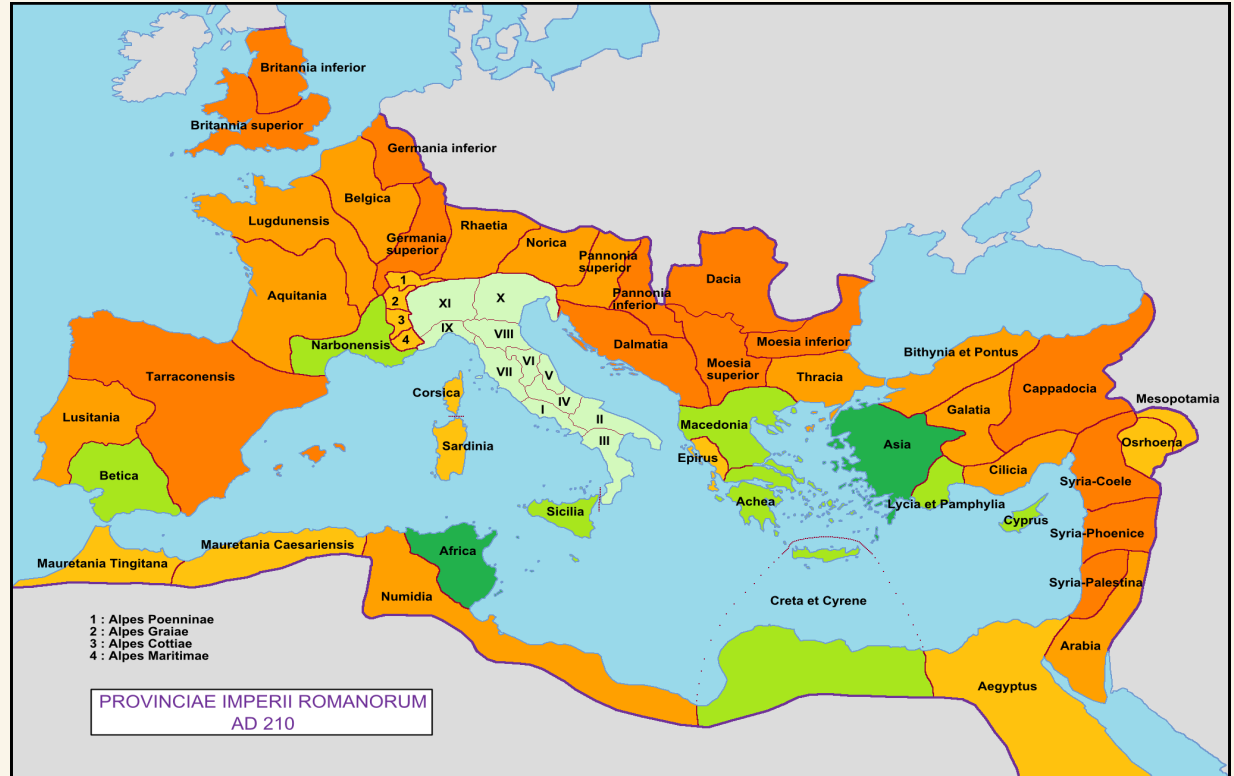 Britannia inferior
Britannia superior
Germania inferior
Belgica
Lugdunensis
Germania
superior
Rhaetia
Norica
Pannonia
superior
Pannonia
inferior
Dacia
Aquitania
1
2
3
4
XI
X
IX
VIII
VII
VI
V
IV
I
II
III
Narbonensis
Dalmatia
Moesia inferior
Moesia
superior
Thracia
Bithynia et Pontus
Cappadocia
Mesopotamia
Osrhoena
Galatia
Asia
Cilicia
Lycia et Pamphylia
Syria-Coele
Cyprus
Syria-Phoenice
Syria-Palestina
Arabia
Tarraconensis
Lusitania
Betica
Corsica
Sardinia
Macedonia
Epirus
Achea
Sicilia
Mauretania Tingitana
Mauretania Caesariensis
Africa
Numidia
Creta et Cyrene
Aegyptus
1 : Alpes Poenninae
2 : Alpes Graiae
3 : Alpes Cottiae
4 : Alpes Maritimae
PROVINCIAE IMPERII ROMANORUM
AD 210